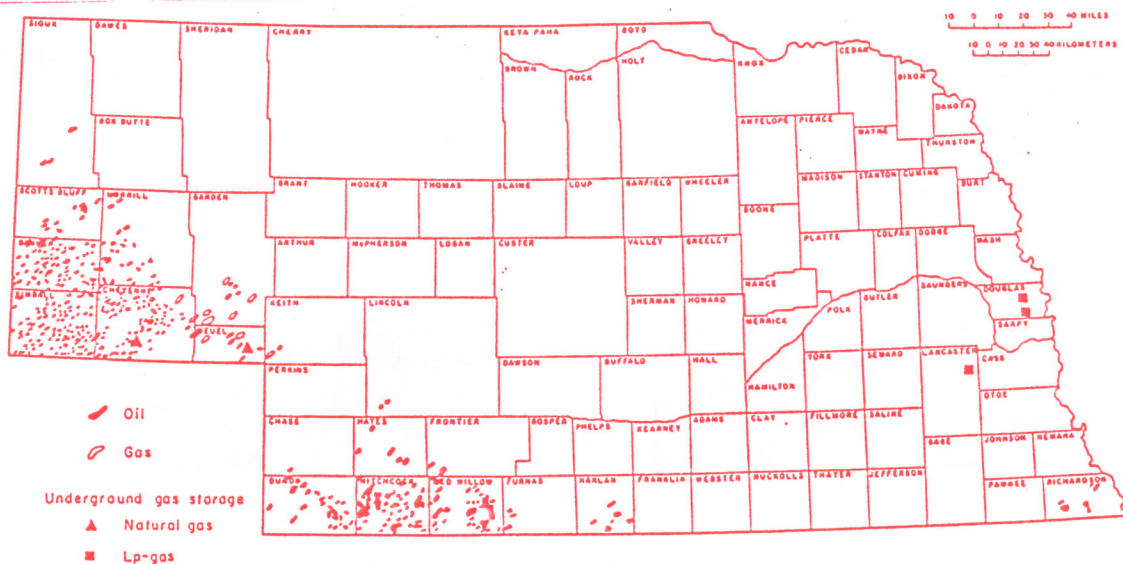 10 0 10 20 30 40 MILES
10 0 10 20 30 40 KILOMETERS
SIOUX
DAWES
SHERIDAN
CHERRY
KEYA PAHA
BOYD
BROWN
ROCK
HOLT
KNOX
CEDAR
DIXON
DAKOTA
BOX BUTTE
ANTELOPE
PIERCE
WAYNE
THURSTON
SCOTTS BLUFF
MORRILL
GARDEN
GRANT
HOOKER
THOMAS
BLAINE
LOUP
GARFIELD
WHEELER
MADISON
STANTON
CUMING
BURT
BOONE
ARTHUR
McPHERSON
LOGAN
CUSTER
VALLEY
GREELEY
PLATTE
COLFAX
DODGE
WASH
KIMBALL
CHEYENNE
KEITH
LINCOLN
SHERMAN
HOWARD
NANCE
MERRICK
POLK
BUTLER
SAUNDERS
DOUGLAS
SARPY
DEUEL
PERKINS
DAWSON
BUFFALO
HALL
HAMILTON
YORK
SEWARD
LANCASTER
CASS
OTOE
CHASE
HAYES
FRONTIER
GOSPER
PHELPS
KEARNEY
ADAMS
CLAY
FILLMORE
SALINE
GAGE
JOHNSON
NEMAHA
DUNDY
HITCHCOCK
RED WILLOW
FURNAS
HARLAN
FRANKLIN
WEBSTER
NUCKOLLS
THAYER
JEFFERSON
PAWNEE
RICHARDSON
Oil
Gas
Underground gas storage
Natural gas
Lp-gas